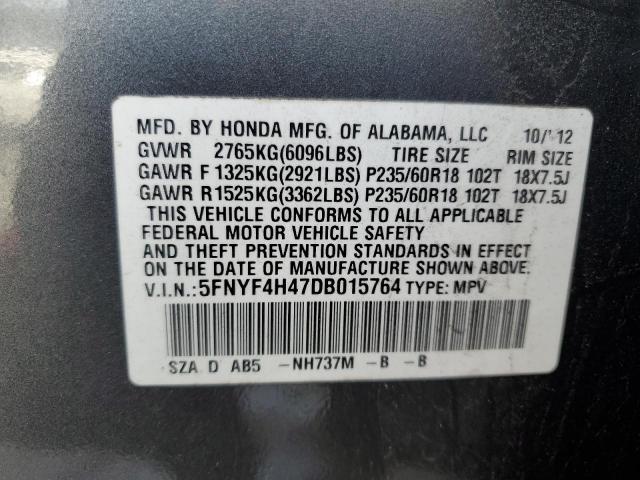 MFD. BY HONDA MFG. OF ALABAMA, LLC 10/12
GVWR 2765KG(6096LBS) TIRE SIZE RIM SIZE
GAWR F 1325KG(2921LBS) P235/60R18 102T 18X7.5J
GAWR R 1525KG(3362LBS) P235/60R18 102T 18X7.5J
THIS VEHICLE CONFORMS TO ALL APPLICABLE
FEDERAL MOTOR VEHICLE SAFETY
AND THEFT PREVENTION STANDARDS IN EFFECT
ON THE DATE OF MANUFACTURE SHOWN ABOVE.
V.I.N.:5FNYF4H47DB015764 TYPE: MPV
SZA D AB5 -NH737M -B -B